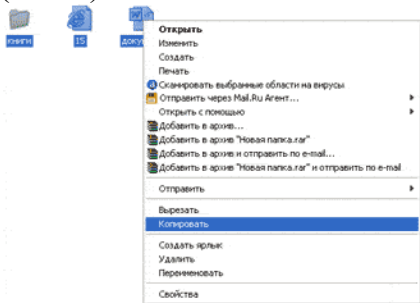 книги
15
доку
Открыть
Изменить
Создать
Печать
Сканировать выбранные области на вирусы
Отправить через Mail.Ru Агент...
Открыть с помощью
Добавить в архив...
Добавить в архив "Новая папка.rar"
Добавить в архив и отправить по e-mail...
Добавить в архив "Новая папка.rar" и отправить по e-mail
Отправить
Вырезать
Копировать
Создать ярлык
Удалить
Переименовать
Свойства